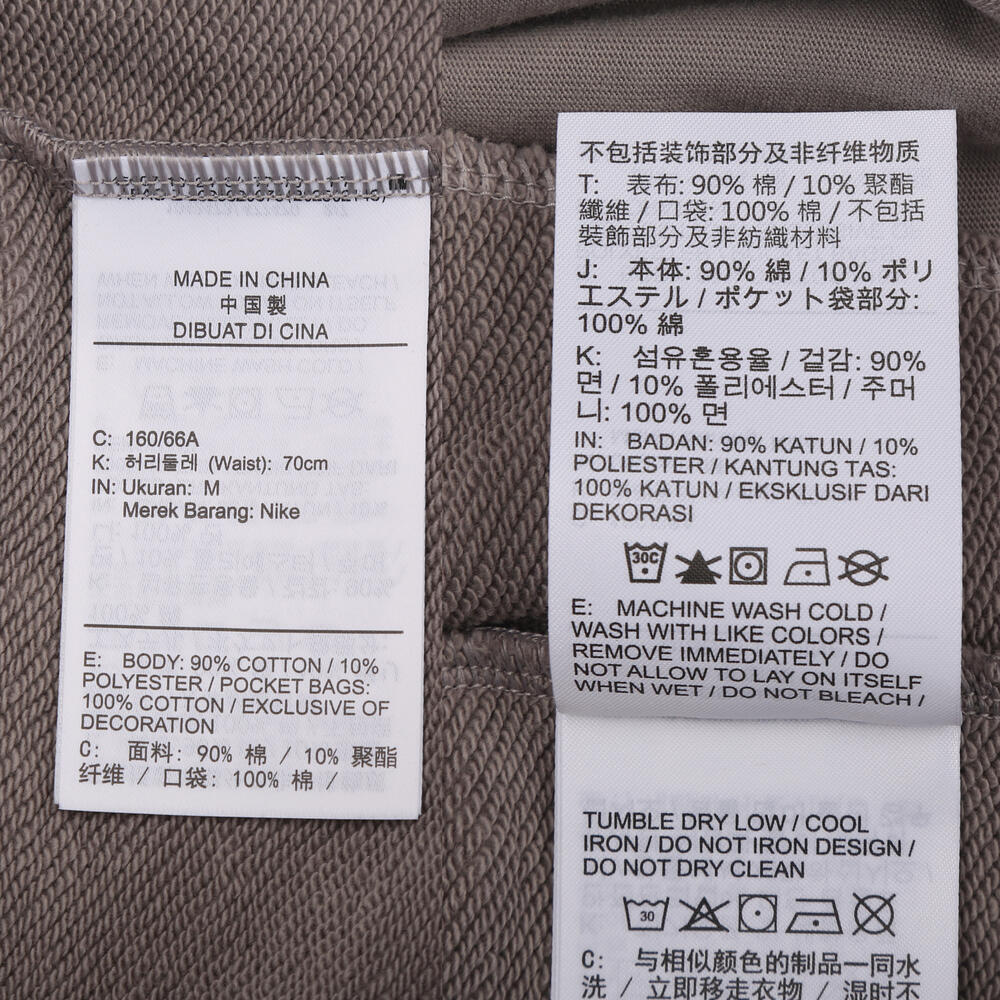 MADE IN CHINA
中国製
DIBUAT DI CINA
C: 160/66A
K: 허리둘레 (Waist): 70cm
IN: Ukuran: M
Merek Barang: Nike
E: BODY: 90% COTTON / 10%
POLYESTER / POCKET BAGS:
100% COTTON / EXCLUSIVE OF
DECORATION
C: 面料: 90% 棉 / 10% 聚酯
纤维 / 口袋: 100% 棉
不包括装饰部分及非纤维物质
T: 表布: 90% 棉 / 10% 聚酯
纖維 / 口袋: 100% 棉 / 不包括
裝飾部分及非紡織材料
J: 本体: 90% 綿 / 10% ポリ
エステル / ポケット袋部分:
100% 綿
K: 섬유혼용율 / 겉감: 90%
면 / 10% 폴리에스터 / 주머
니: 100% 면
IN: BADAN: 90% KATUN / 10%
POLIESTER / KANTUNG TAS:
100% KATUN / EKSKLUSIF DARI
DEKORASI
30C
E: MACHINE WASH COLD /
WASH WITH LIKE COLORS /
REMOVE IMMEDIATELY / DO
NOT ALLOW TO LAY ON ITSELF
WHEN WET / DO NOT BLEACH /
TUMBLE DRY LOW / COOL
IRON / DO NOT IRON DESIGN /
DO NOT DRY CLEAN
30
C: 与相似颜色的制品一同水
洗 / 立即移走衣物 / 湿时不